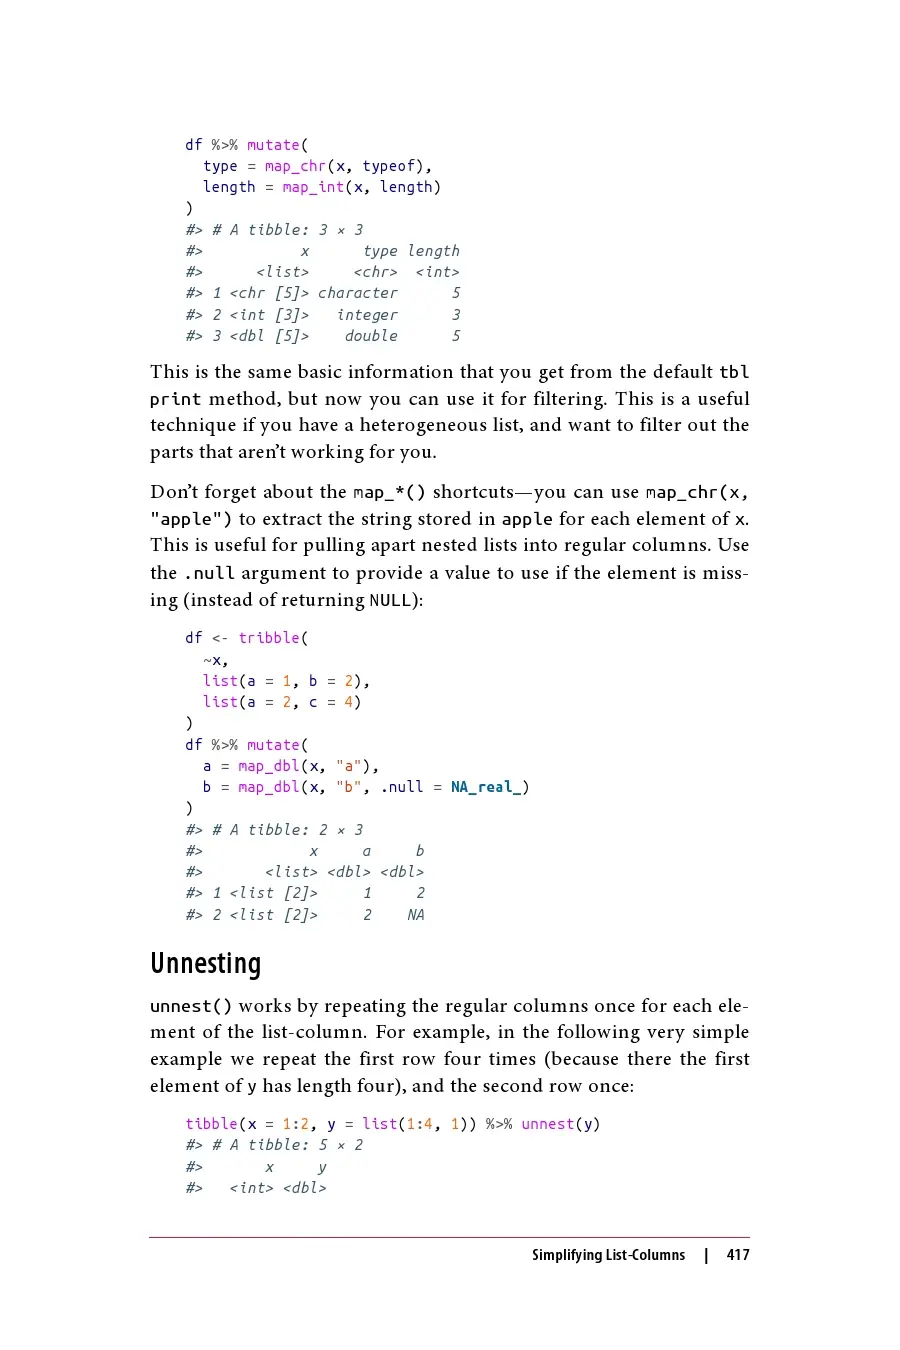 df %>% mutate(
  type = map_chr(x, typeof),
  length = map_int(x, length)
)
#> # A tibble: 3 × 3
#>           x      type length
#>      <list>     <chr>  <int>
#> 1 <chr [5]> character      5
#> 2 <int [3]>   integer      3
#> 3 <dbl [5]>    double      5
This is the same basic information that you get from the default tbl
print method, but now you can use it for filtering. This is a useful
technique if you have a heterogeneous list, and want to filter out the
parts that aren’t working for you.
Don’t forget about the map_*() shortcuts—you can use map_chr(x,
"apple") to extract the string stored in apple for each element of x.
This is useful for pulling apart nested lists into regular columns. Use
the .null argument to provide a value to use if the element is miss-
ing (instead of returning NULL):
df <- tribble(
  ~x,
  list(a = 1, b = 2),
  list(a = 2, c = 4)
)
df %>% mutate(
  a = map_dbl(x, "a"),
  b = map_dbl(x, "b", .null = NA_real_)
)
#> # A tibble: 2 × 3
#>            x     a     b
#>       <list> <dbl> <dbl>
#> 1 <list [2]>     1     2
#> 2 <list [2]>     2    NA
Unnesting
unnest() works by repeating the regular columns once for each ele-
ment of the list-column. For example, in the following very simple
example we repeat the first row four times (because there the first
element of y has length four), and the second row once:
tibble(x = 1:2, y = list(1:4, 1)) %>% unnest(y)
#> # A tibble: 5 × 2
#>       x     y
#>   <int> <dbl>
Simplifying List-Columns | 417